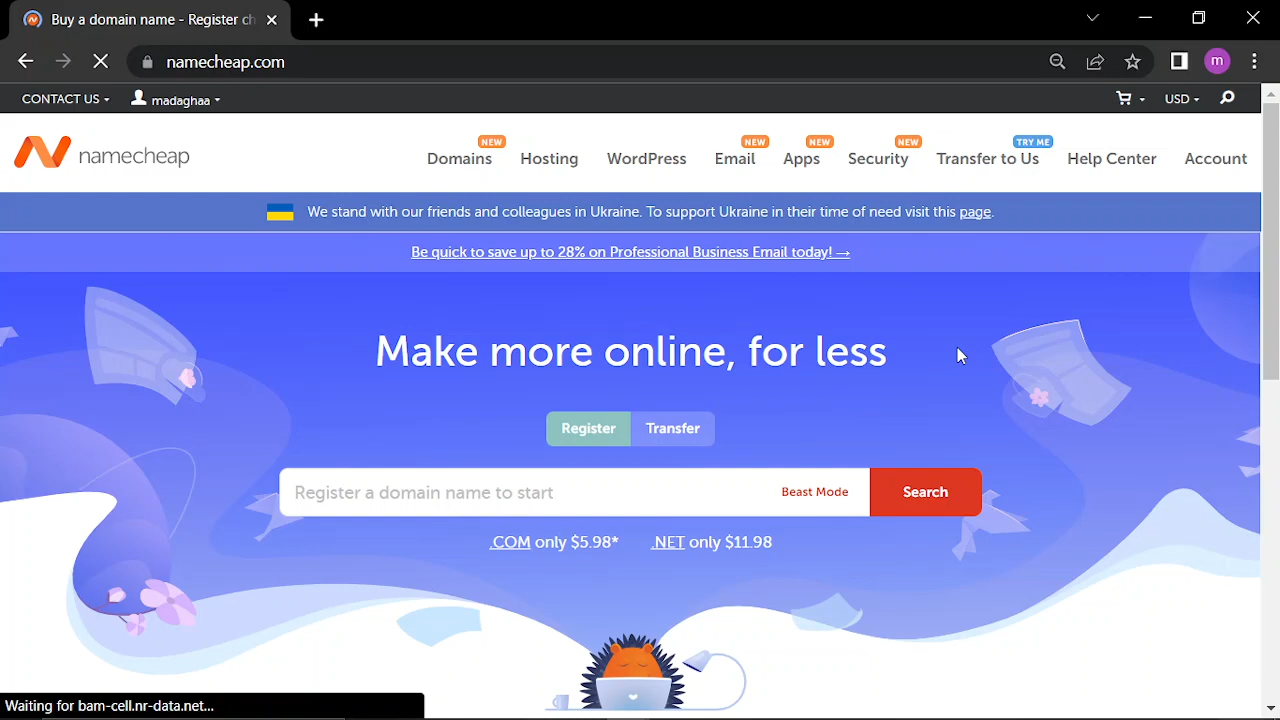 Buy a domain name - Register ch
namecheap.com
m
CONTACT US
madaghaa
USD
namecheap
NEW NEW NEW NEW TRY ME
Domains Hosting WordPress Email Apps Security Transfer to Us Help Center Account
We stand with our friends and colleagues in Ukraine. To support Ukraine in their time of need visit this page.
Be quick to save up to 28% on Professional Business Email today! →
Make more online, for less
Register Transfer
Register a domain name to start Beast Mode Search
.COM only $5.98* .NET only $11.98
Waiting for bam-cell.nr-data.net...